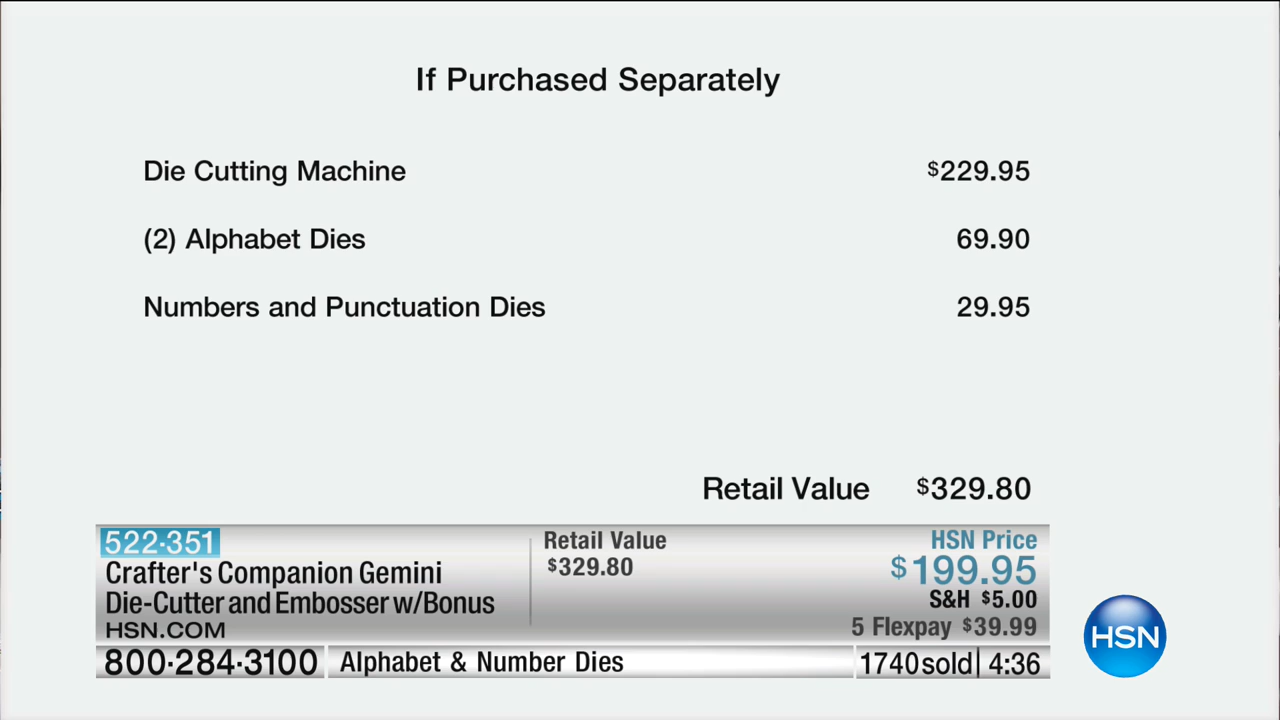 If Purchased Separately
Die Cutting Machine $229.95
(2) Alphabet Dies 69.90
Numbers and Punctuation Dies 29.95
Retail Value $329.80
522-351
Crafter's Companion Gemini
Die-Cutter and Embosser w/Bonus
HSN.COM
Retail Value
$329.80
HSN Price
$199.95
S&H $5.00
5 Flexpay $39.99
800-284-3100 Alphabet & Number Dies 1740 sold 4:36
HSN